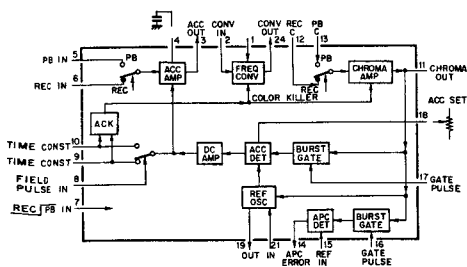 ACC OUT
CONV IN
CONV OUT
REC C
PB C
4 3 2 1 24 12 13
5
PB IN
PB
ACC AMP
FREQ CONV
PB
CHROMA AMP
11
CHROMA OUT
6
REC IN
REC
REC
COLOR KILLER
ACC SET
18
ACK
10
TIME CONST
TIME CONST
9
DC AMP
ACC DET
BURST GATE
8
FIELD PULSE IN
17
GATE PULSE
7
REC PB IN
REF OSC
APC DET
BURST GATE
19 21 14 15 16
OUT IN
APC ERROR
REF IN
GATE PULSE